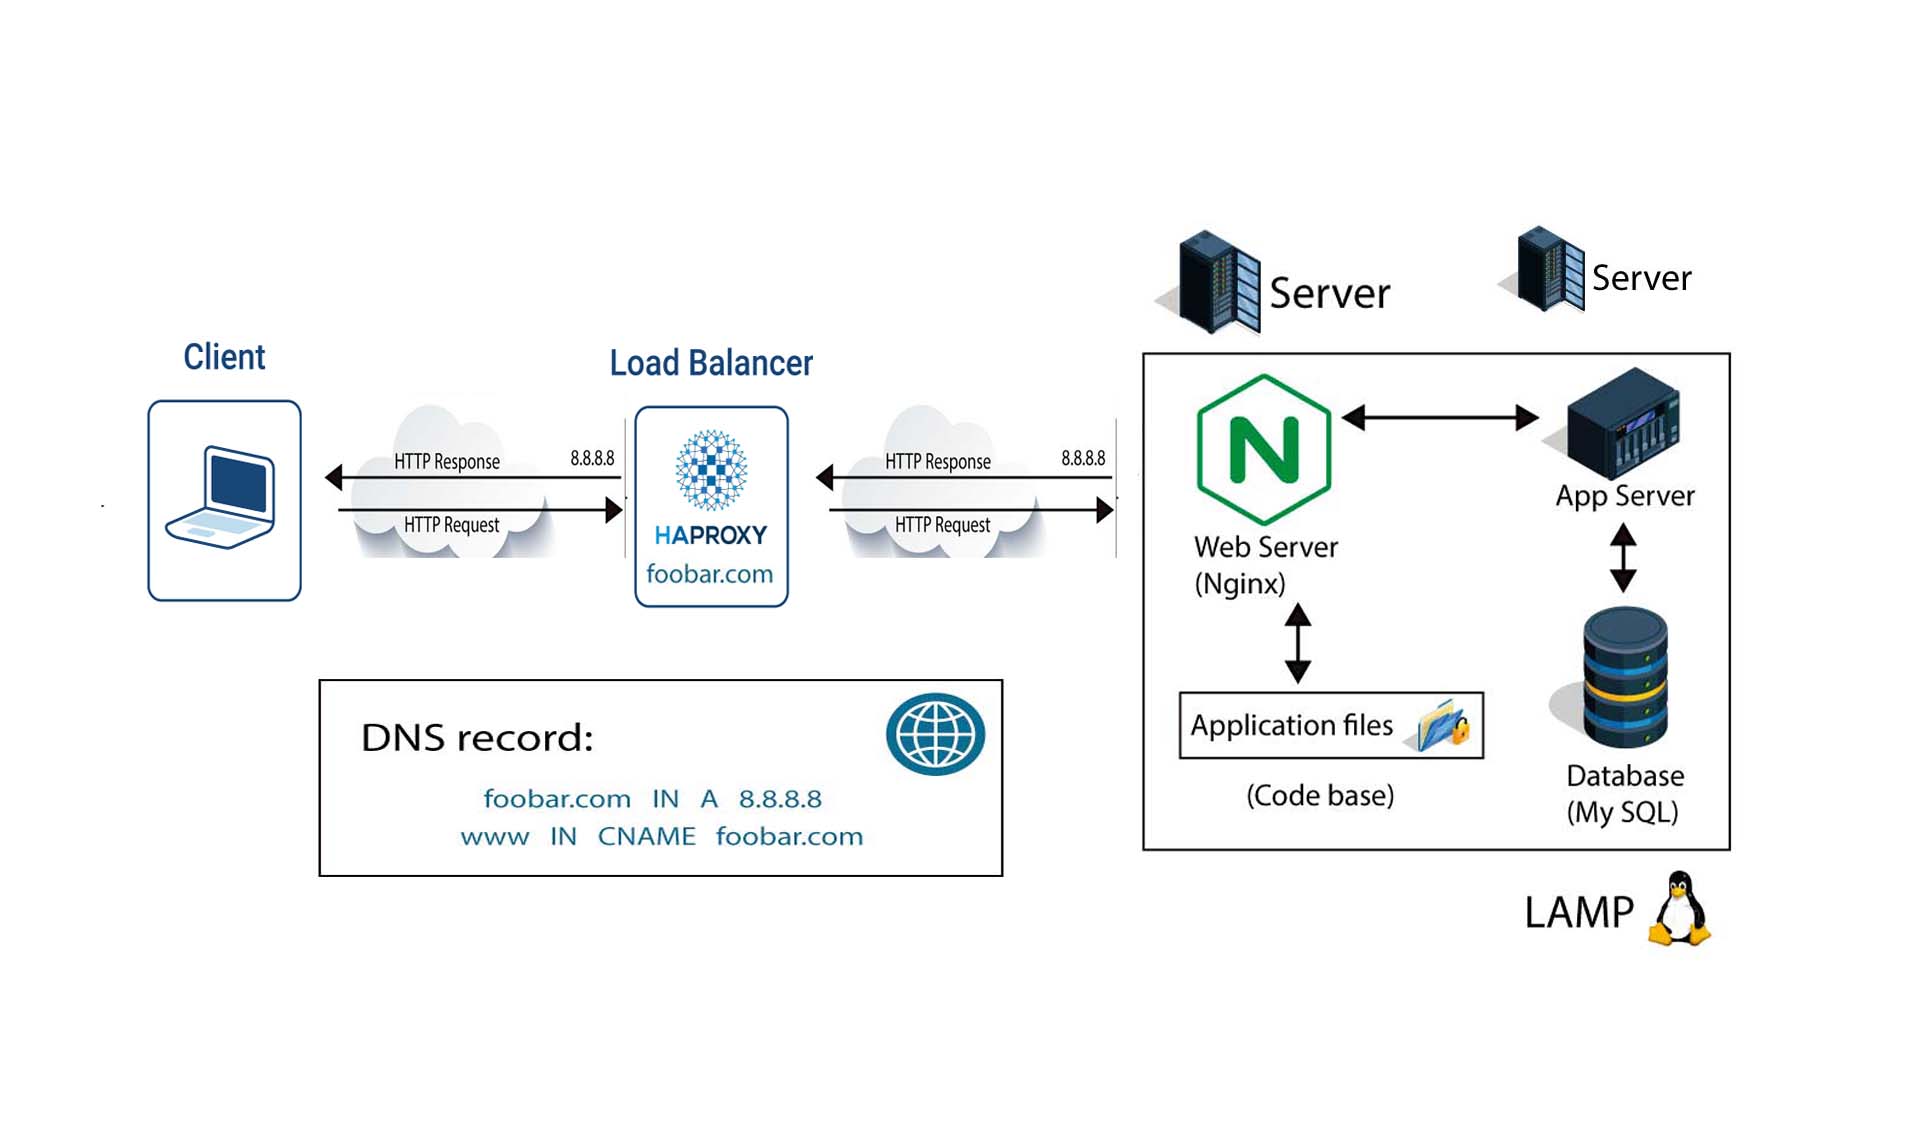 Server
Server
Client
Load Balancer
HTTP Response
8.8.8.8
HTTP Request
HAPROXY
foobar.com
HTTP Response
8.8.8.8
HTTP Request
N
Web Server
(Nginx)
App Server
Application files
(Code base)
Database
(My SQL)
LAMP
DNS record:
foobar.com IN A 8.8.8.8
www IN CNAME foobar.com